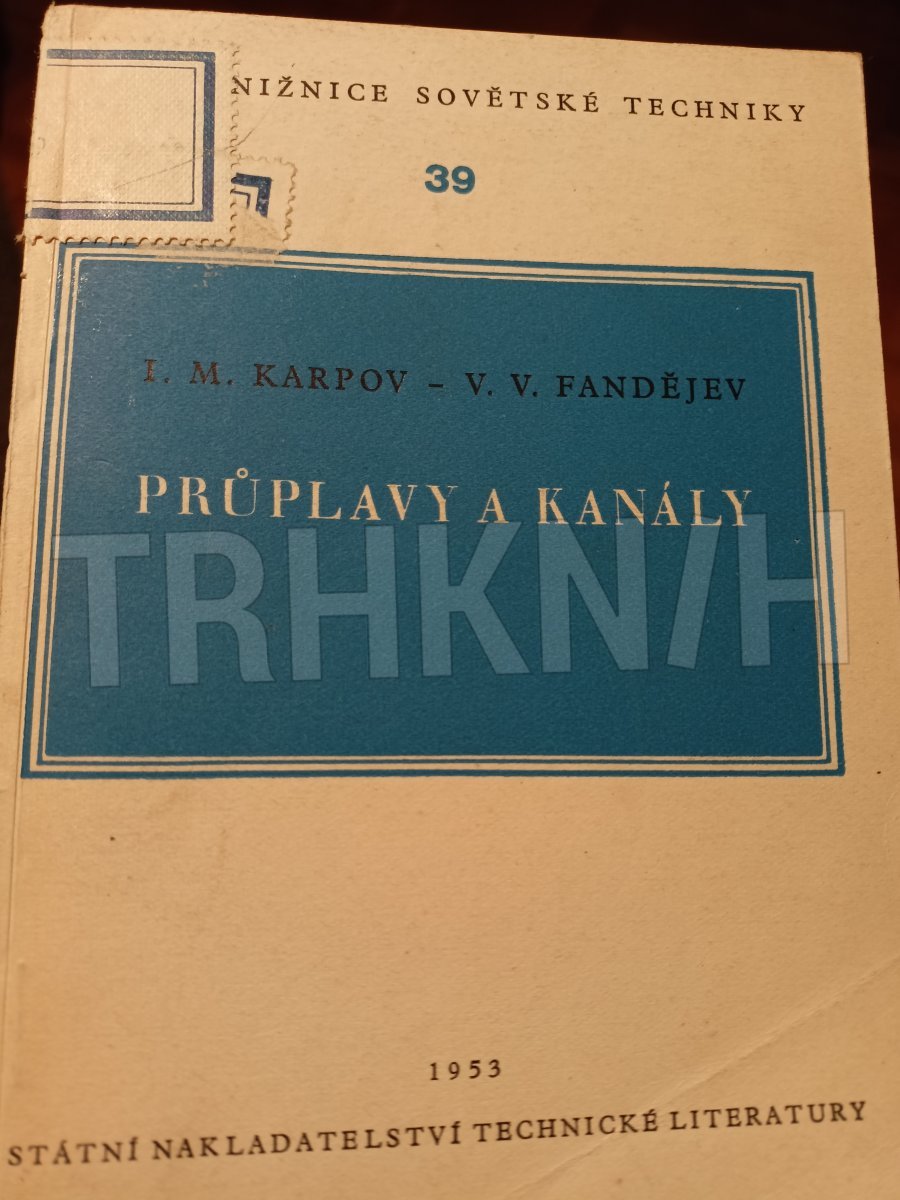 NIŽNICE SOVĚTSKÉ TECHNIKY
39
I. M. KARPOV – V. V. FANDĚJEV
PRŮPLAVY A KANÁLY
TRHKNIH
1953
STÁTNÍ NAKLADATELSTVÍ TECHNICKÉ LITERATURY